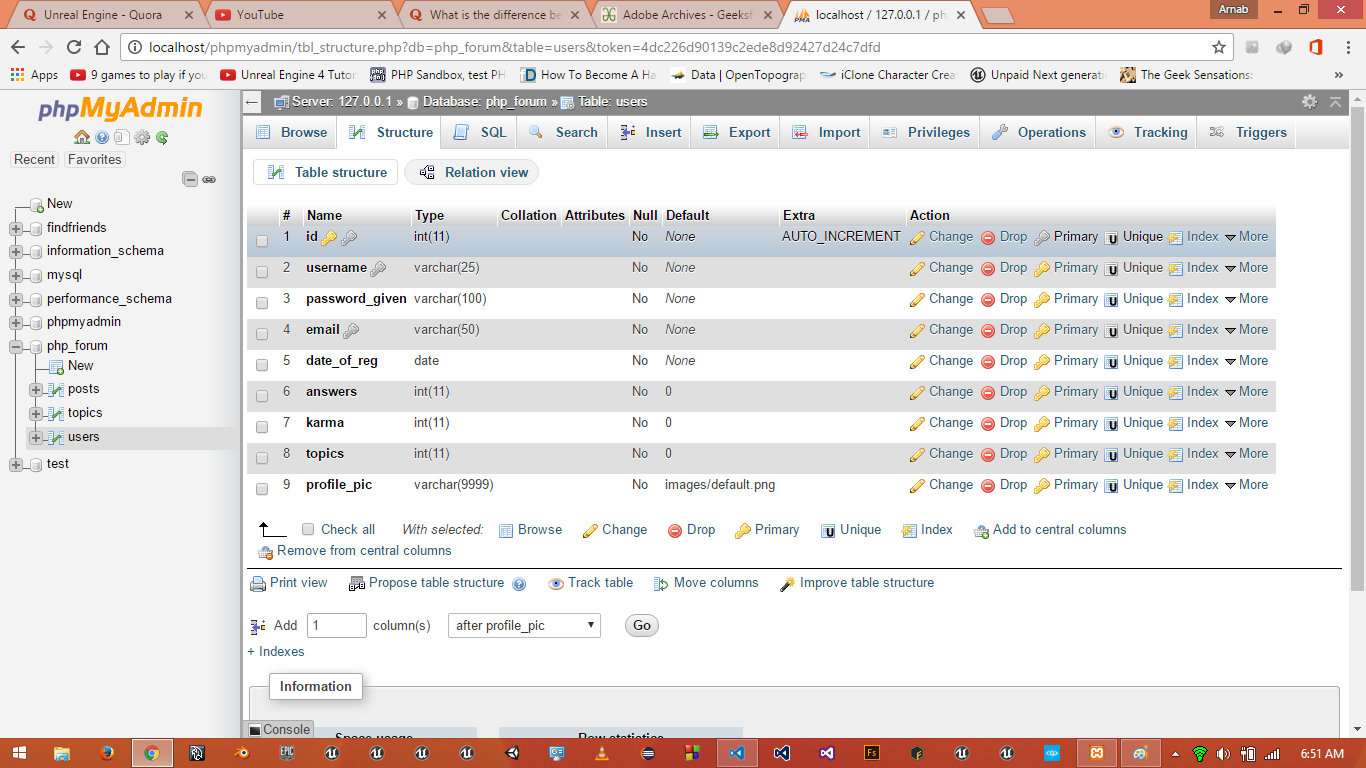 Unreal Engine - Quora
YouTube
What is the difference be
Adobe Archives - Geeksf
localhost / 127.0.0.1 / ph
Arnab
localhost/phpmyadmin/tbl_structure.php?db=php_forum&table=users&token=4dc226d90139c2ede8d92427d24c7dfd
Apps
9 games to play if you
Unreal Engine 4 Tutor
PHP Sandbox, test PH
How To Become A Ha
Data | OpenTopograp
iClone Character Crea
Unpaid Next generati
The Geek Sensations:
»
phpMyAdmin
Recent
Favorites
New
findfriends
information_schema
mysql
performance_schema
phpmyadmin
php_forum
New
posts
topics
users
test
Server: 127.0.0.1 » Database: php_forum » Table: users
Browse Structure SQL Search Insert Export Import Privileges Operations Tracking Triggers
Table structure Relation view
# Name Type Collation Attributes Null Default Extra Action
1 id int(11) No None AUTO_INCREMENT Change Drop Primary Unique Index More
2 username varchar(25) No None Change Drop Primary Unique Index More
3 password_given varchar(100) No None Change Drop Primary Unique Index More
4 email varchar(50) No None Change Drop Primary Unique Index More
5 date_of_reg date No None Change Drop Primary Unique Index More
6 answers int(11) No 0 Change Drop Primary Unique Index More
7 karma int(11) No 0 Change Drop Primary Unique Index More
8 topics int(11) No 0 Change Drop Primary Unique Index More
9 profile_pic varchar(9999) No images/default.png Change Drop Primary Unique Index More
Check all With selected: Browse Change Drop Primary Unique Index Add to central columns
Remove from central columns
Print view Propose table structure Track table Move columns Improve table structure
Add 1 column(s) after profile_pic Go
+ Indexes
Information
Console
Space usage
Row statistics
EPIC
Fs
6:51 AM